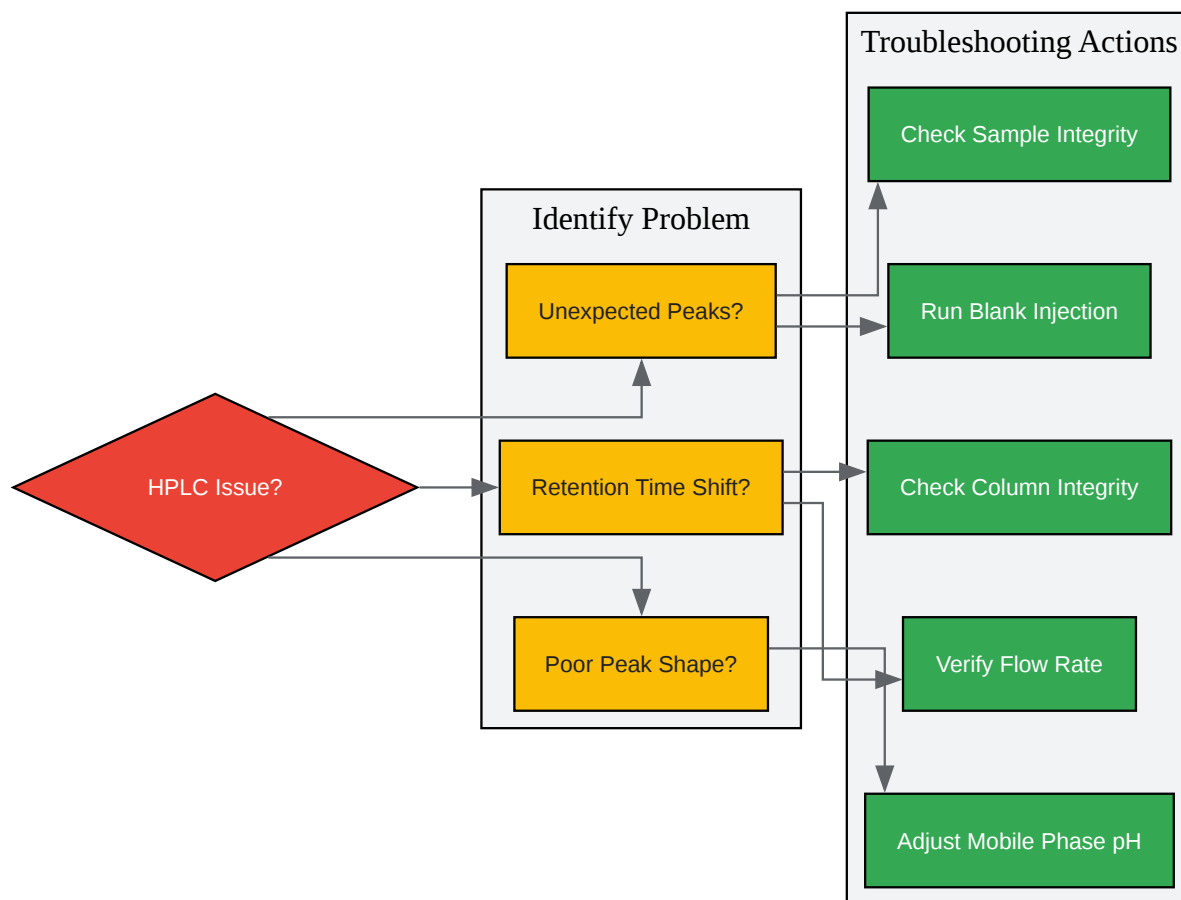 Troubleshooting Actions
Check Sample Integrity
Identify Problem
Unexpected Peaks?
Run Blank Injection
HPLC Issue?
Retention Time Shift?
Check Column Integrity
Poor Peak Shape?
Verify Flow Rate
Adjust Mobile Phase pH